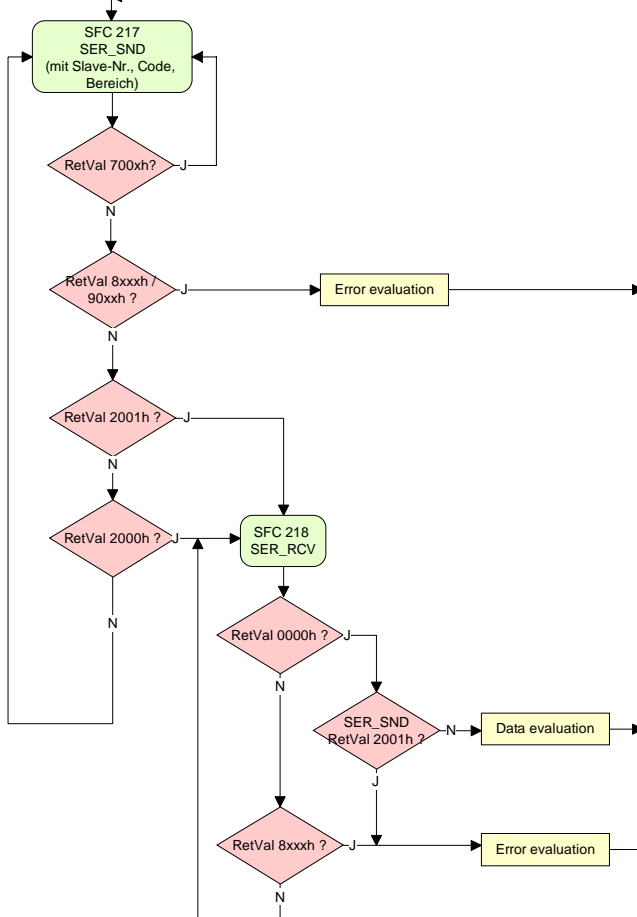 SFC 217
SER_SND
(mit Slave-Nr., Code,
Bereich)
RetVal 700xh?
J
N
RetVal 8xxxh /
90xxh ?
J
Error evaluation
N
RetVal 2001h ?
J
N
RetVal 2000h ?
J
SFC 218
SER_RCV
N
RetVal 0000h ?
J
N
SER_SND
RetVal 2001h ?
N
Data evaluation
J
RetVal 8xxxh ?
J
Error evaluation
N